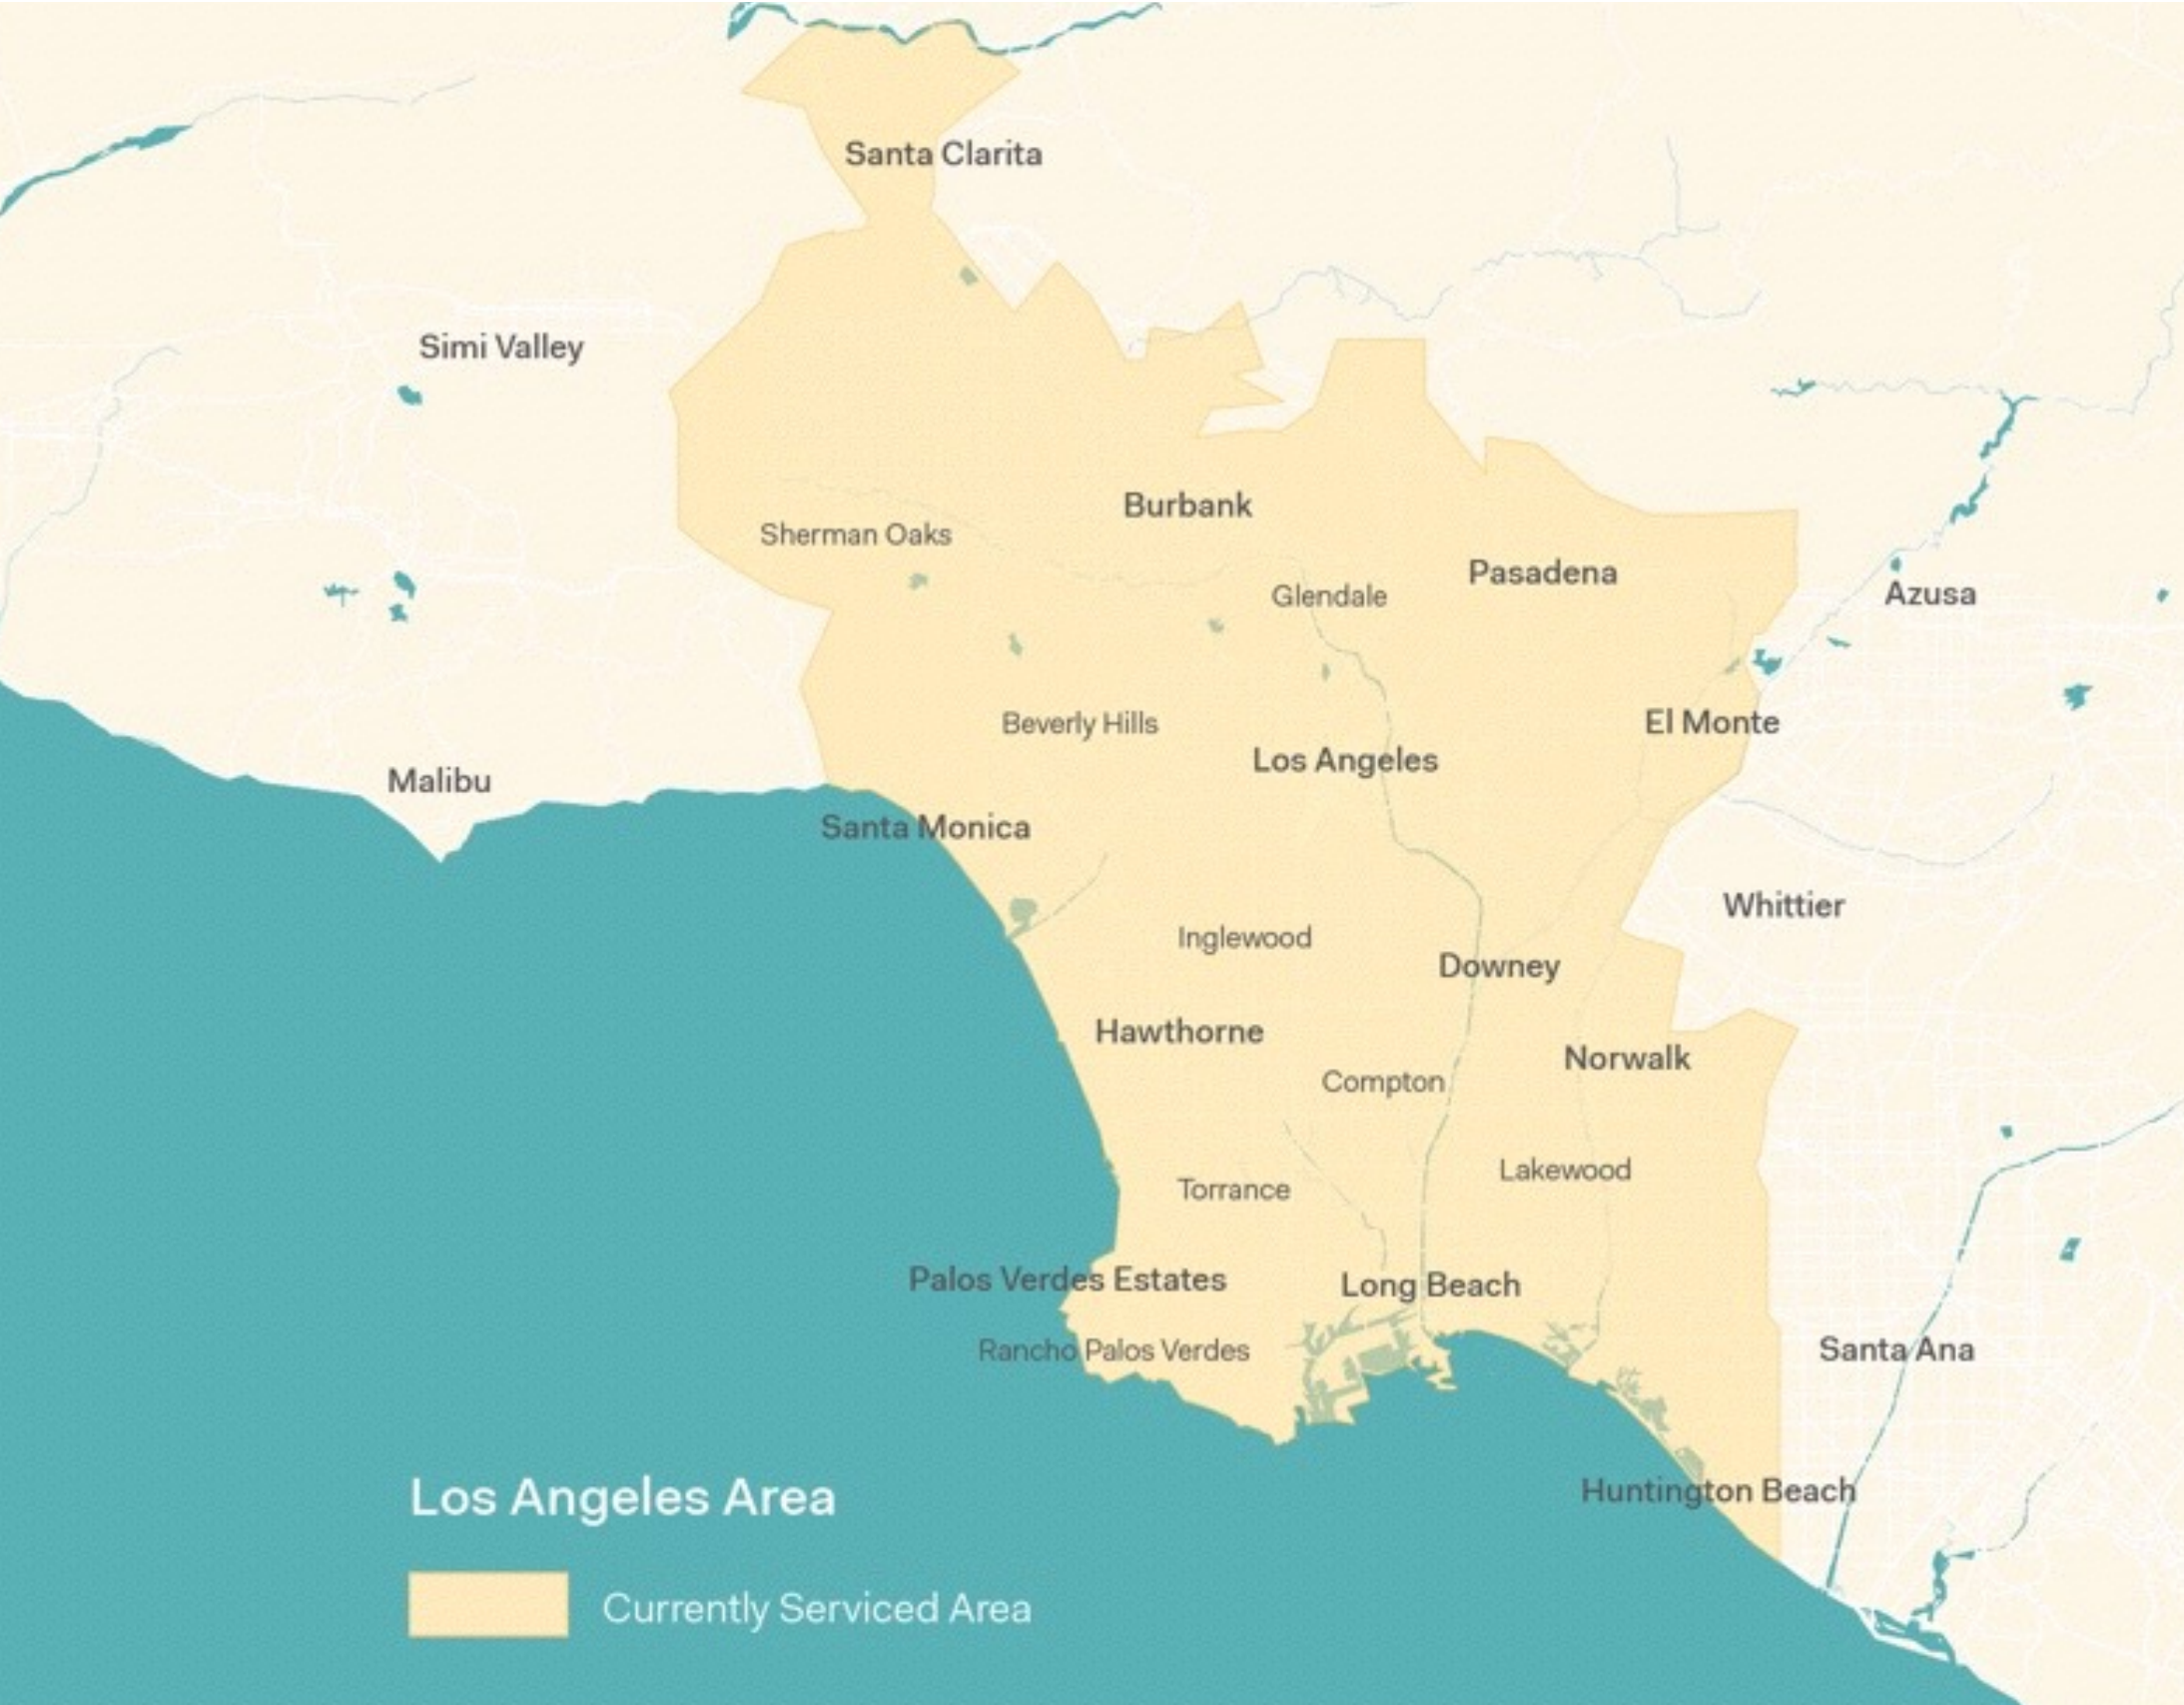 Santa Clarita
Simi Valley
Burbank
Sherman Oaks
Pasadena
Glendale
Azusa
Beverly Hills
El Monte
Los Angeles
Malibu
Santa Monica
Whittier
Inglewood
Downey
Hawthorne
Norwalk
Compton
Lakewood
Torrance
Palos Verdes Estates
Long Beach
Rancho Palos Verdes
Santa Ana
Huntington Beach
Los Angeles Area
Currently Serviced Area